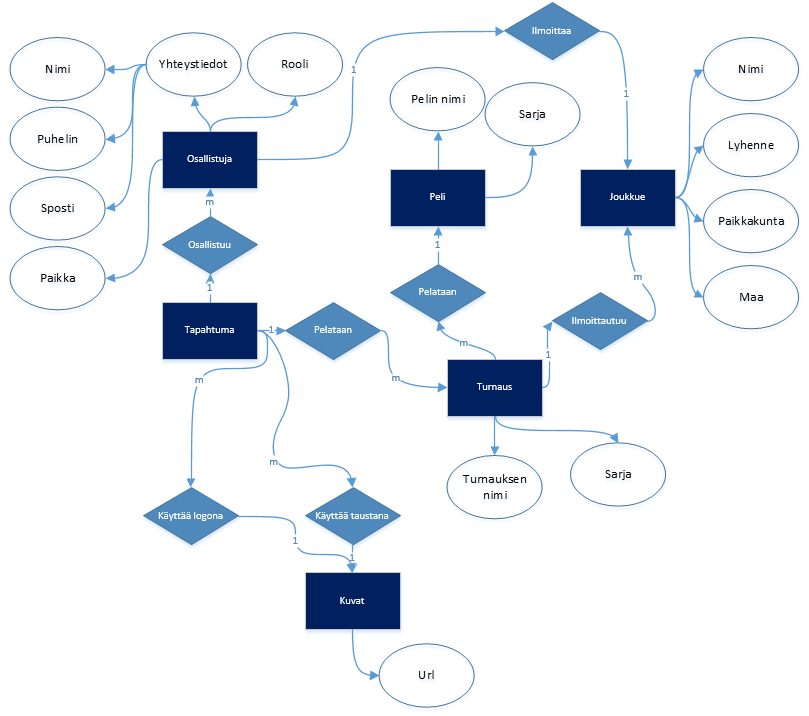 Ilmoittaa
Nimi
Yhteystiedot
Rooli
1
Nimi
1
Pelin nimi
Sarja
Puhelin
Lyhenne
Osallistuja
Peli
Joukkue
m
Sposti
Paikkakunta
Osallistuu
1
Paikka
m
1
Pelataan
Maa
Tapahtuma
1
Pelataan
Ilmoittautuu
m
1
m
m
Turnaus
m
Turnauksen
nimi
Sarja
Käyttää logona
Käyttää taustana
1
1
Kuvat
Url